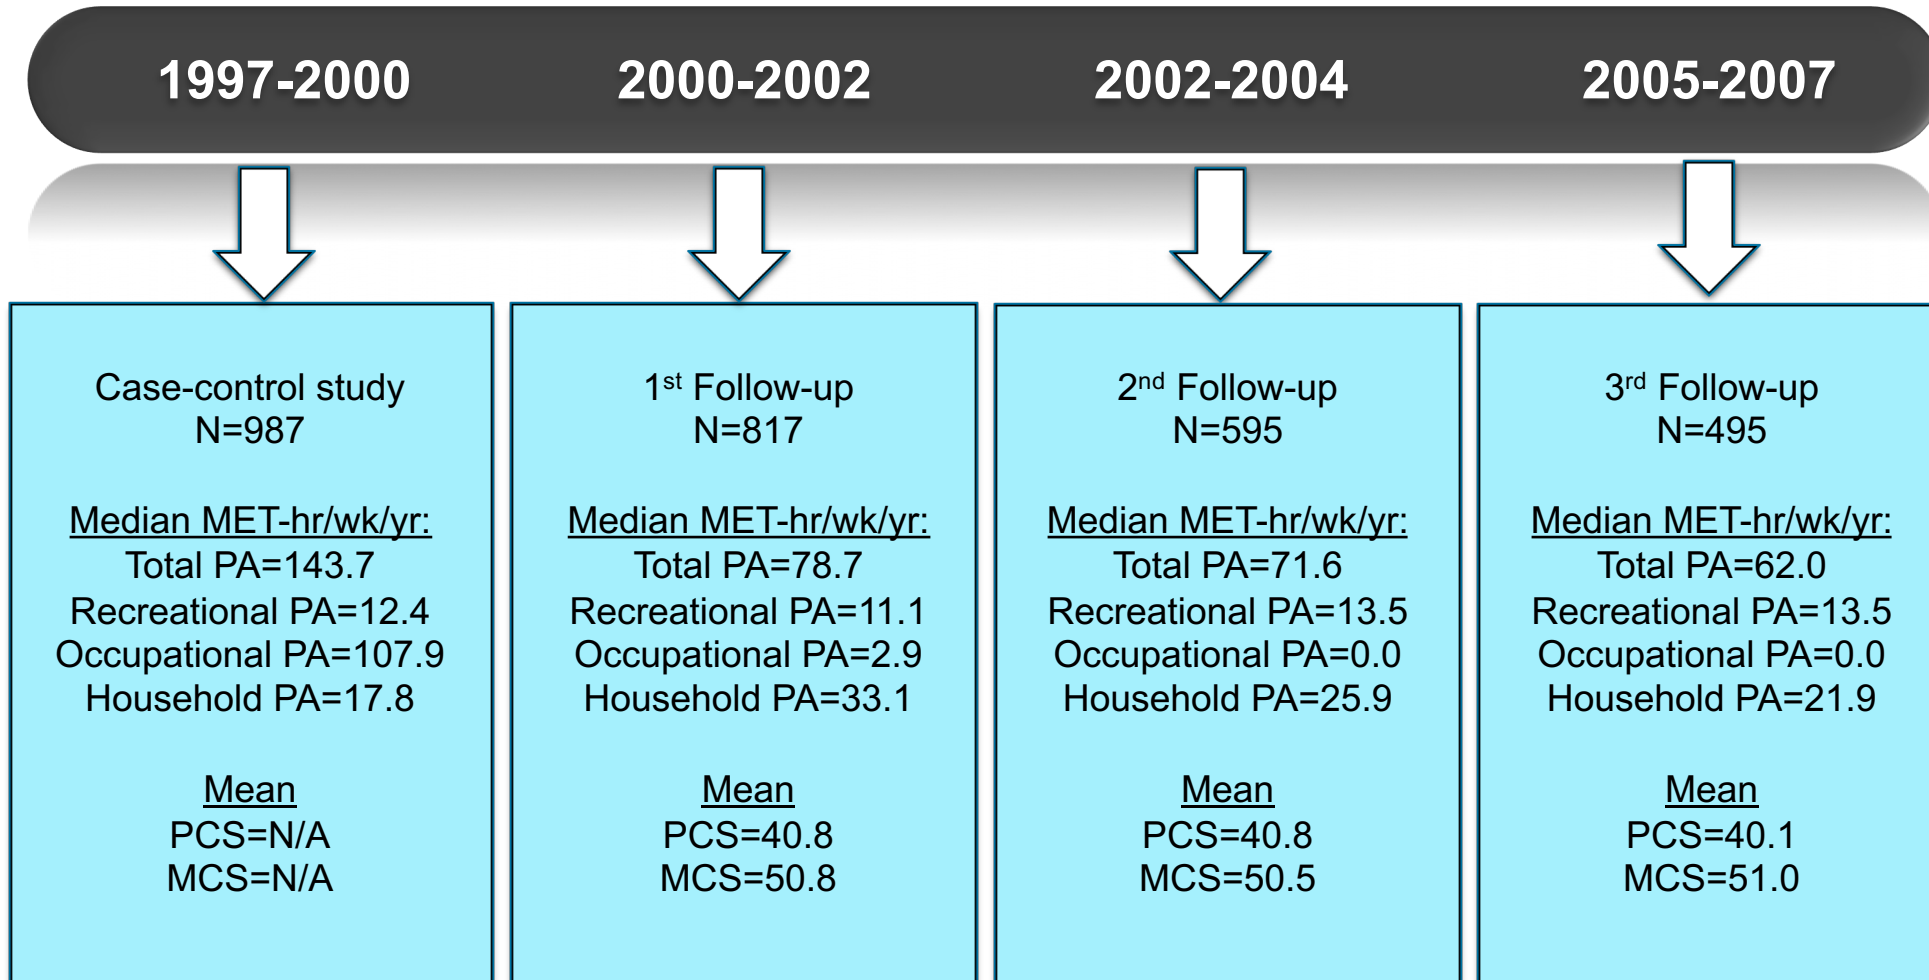 1997-2000
2000-2002
2002-2004
2005-2007
Case-control study
N=987
Median MET-hr/wk/yr:
Total PA=143.7
Recreational PA=12.4
Occupational PA=107.9
Household PA=17.8
Mean
PCS=N/A
MCS=N/A
1st Follow-up
N=817
Median MET-hr/wk/yr:
Total PA=78.7
Recreational PA=11.1
Occupational PA=2.9
Household PA=33.1
Mean
PCS=40.8
MCS=50.8
2nd Follow-up
N=595
Median MET-hr/wk/yr:
Total PA=71.6
Recreational PA=13.5
Occupational PA=0.0
Household PA=25.9
Mean
PCS=40.8
MCS=50.5
3rd Follow-up
N=495
Median MET-hr/wk/yr:
Total PA=62.0
Recreational PA=13.5
Occupational PA=0.0
Household PA=21.9
Mean
PCS=40.1
MCS=51.0